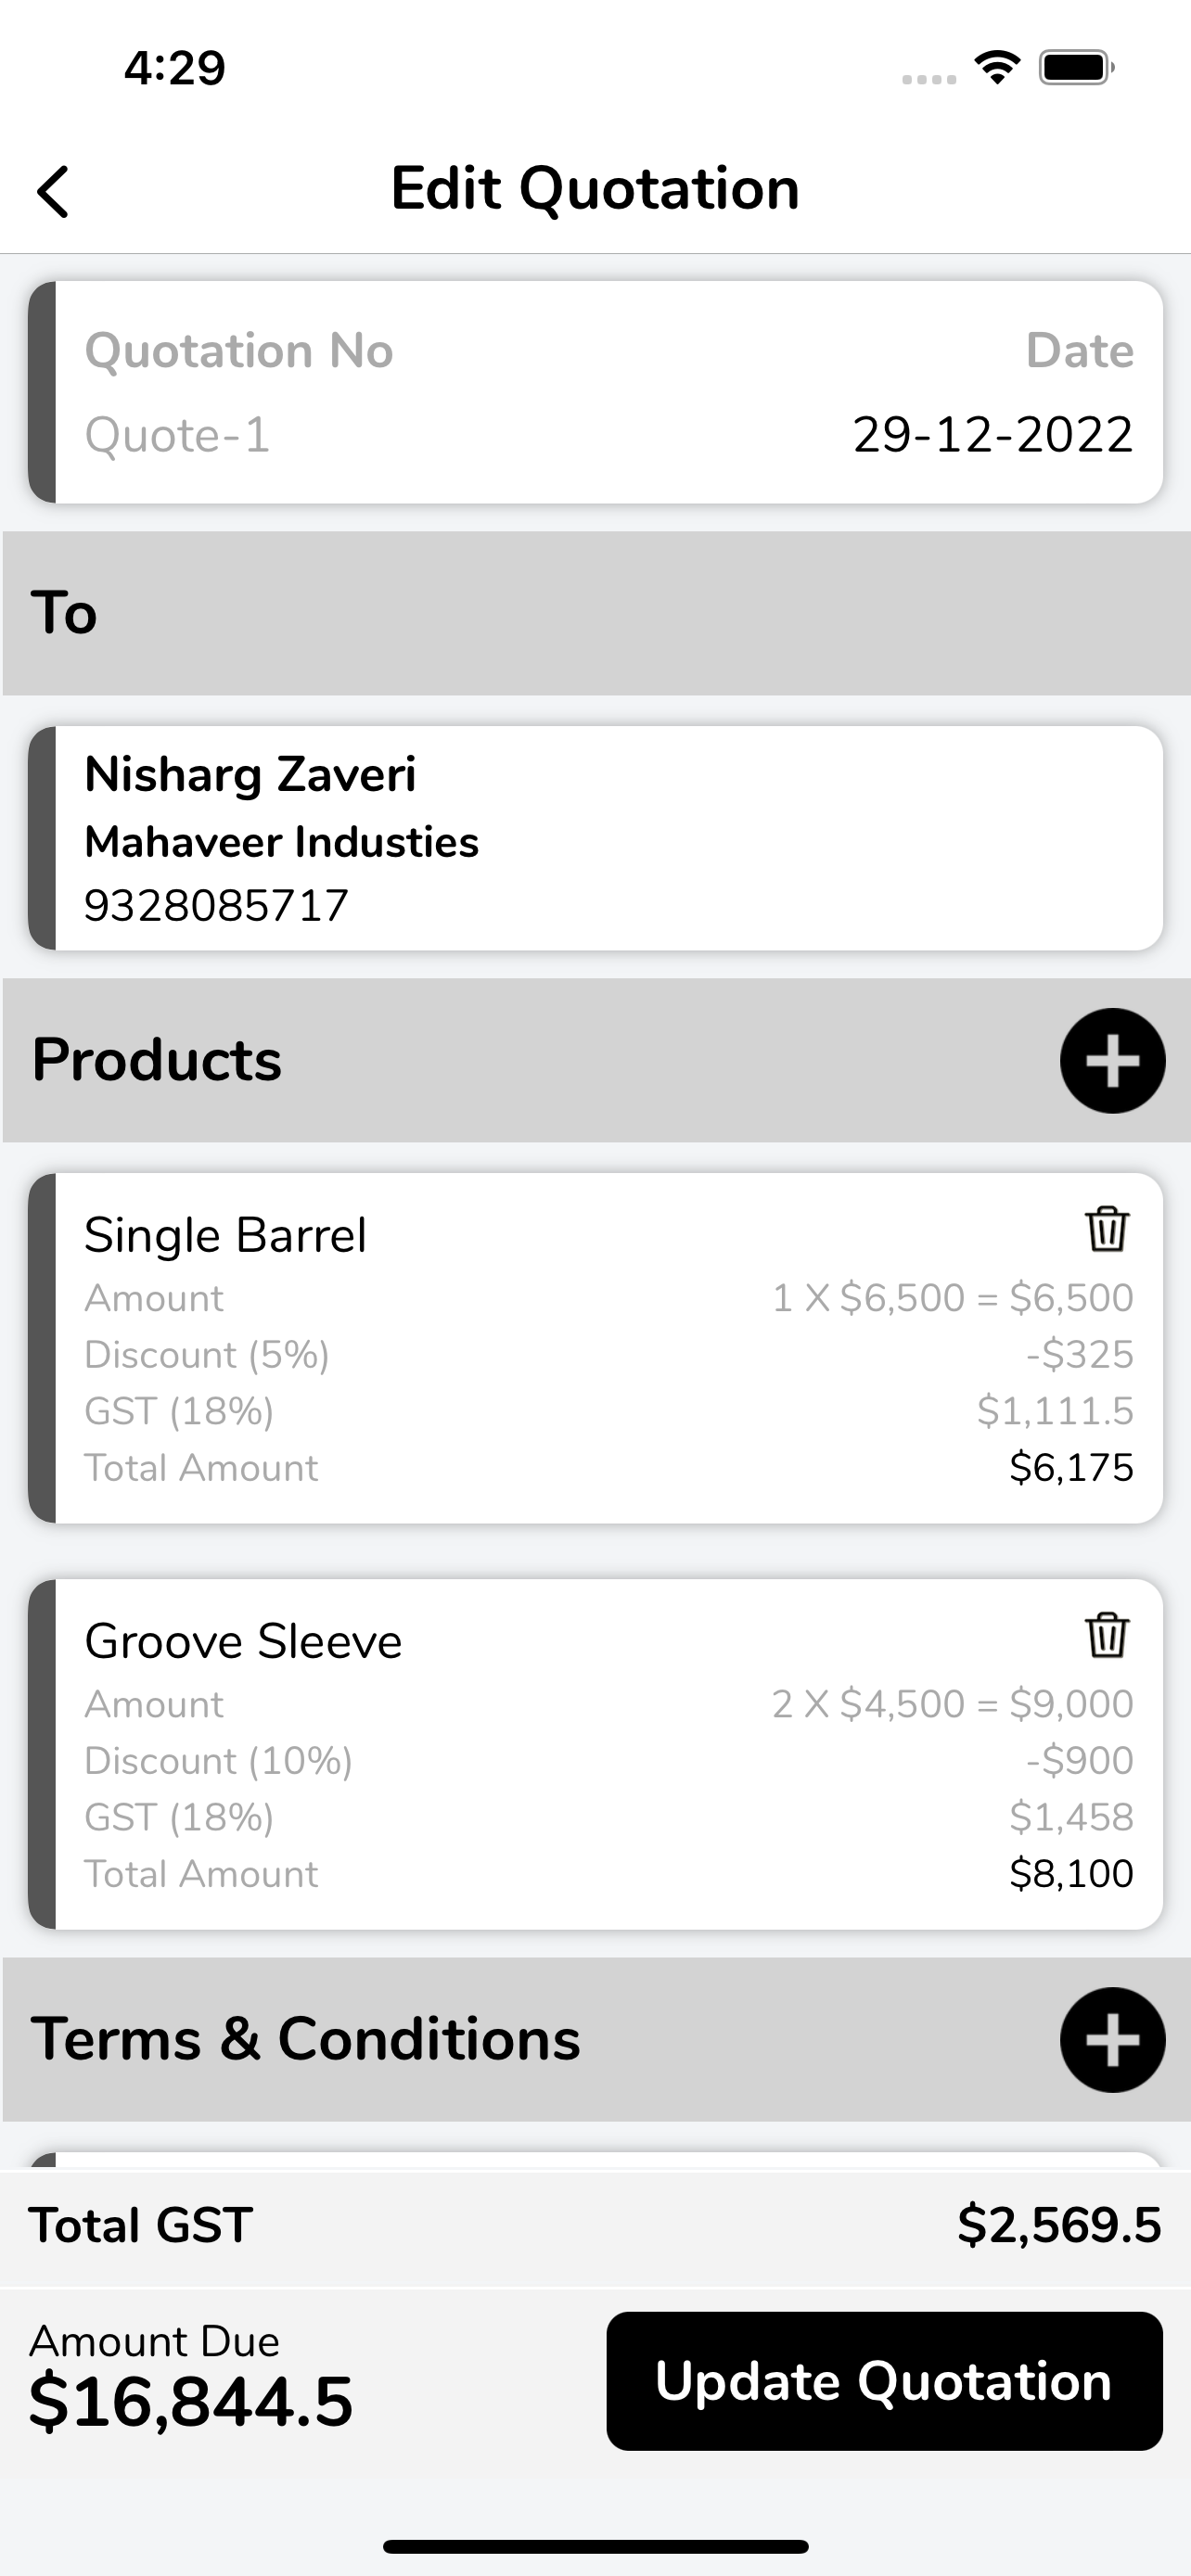 4:29
Edit Quotation
Quotation No Date
Quote-1 29-12-2022
To
Nisharg Zaveri
Mahaveer Industies
9328085717
Products
Single Barrel
Amount 1 X $6,500 = $6,500
Discount (5%) -$325
GST (18%) $1,111.5
Total Amount $6,175
Groove Sleeve
Amount 2 X $4,500 = $9,000
Discount (10%) -$900
GST (18%) $1,458
Total Amount $8,100
Terms & Conditions
Total GST $2,569.5
Amount Due
$16,844.5
Update Quotation